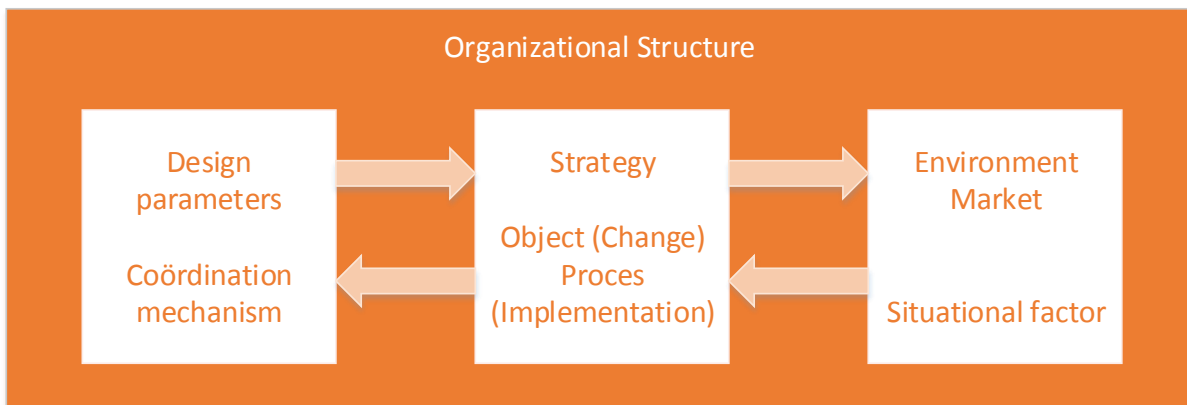 Organizational Structure
Design
parameters
Coördination
mechanism
Strategy
Object (Change)
Proces
(Implementation)
Environment
Market
Situational factor